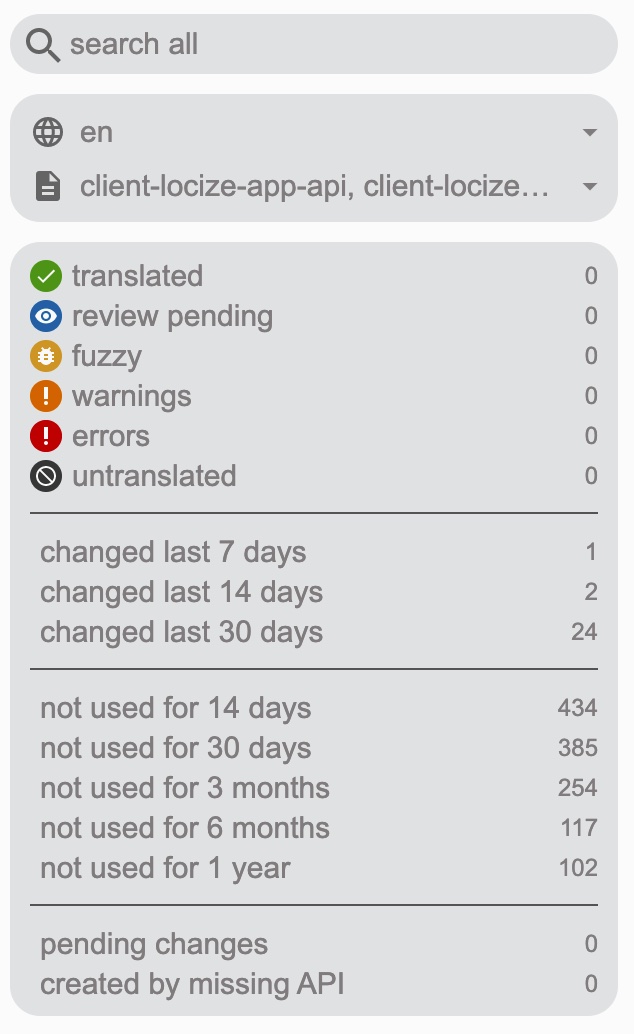 search all
en
client-locize-app-api, client-locize…
translated 0
review pending 0
fuzzy 0
warnings 0
errors 0
untranslated 0
changed last 7 days 1
changed last 14 days 2
changed last 30 days 24
not used for 14 days 434
not used for 30 days 385
not used for 3 months 254
not used for 6 months 117
not used for 1 year 102
pending changes 0
created by missing API 0